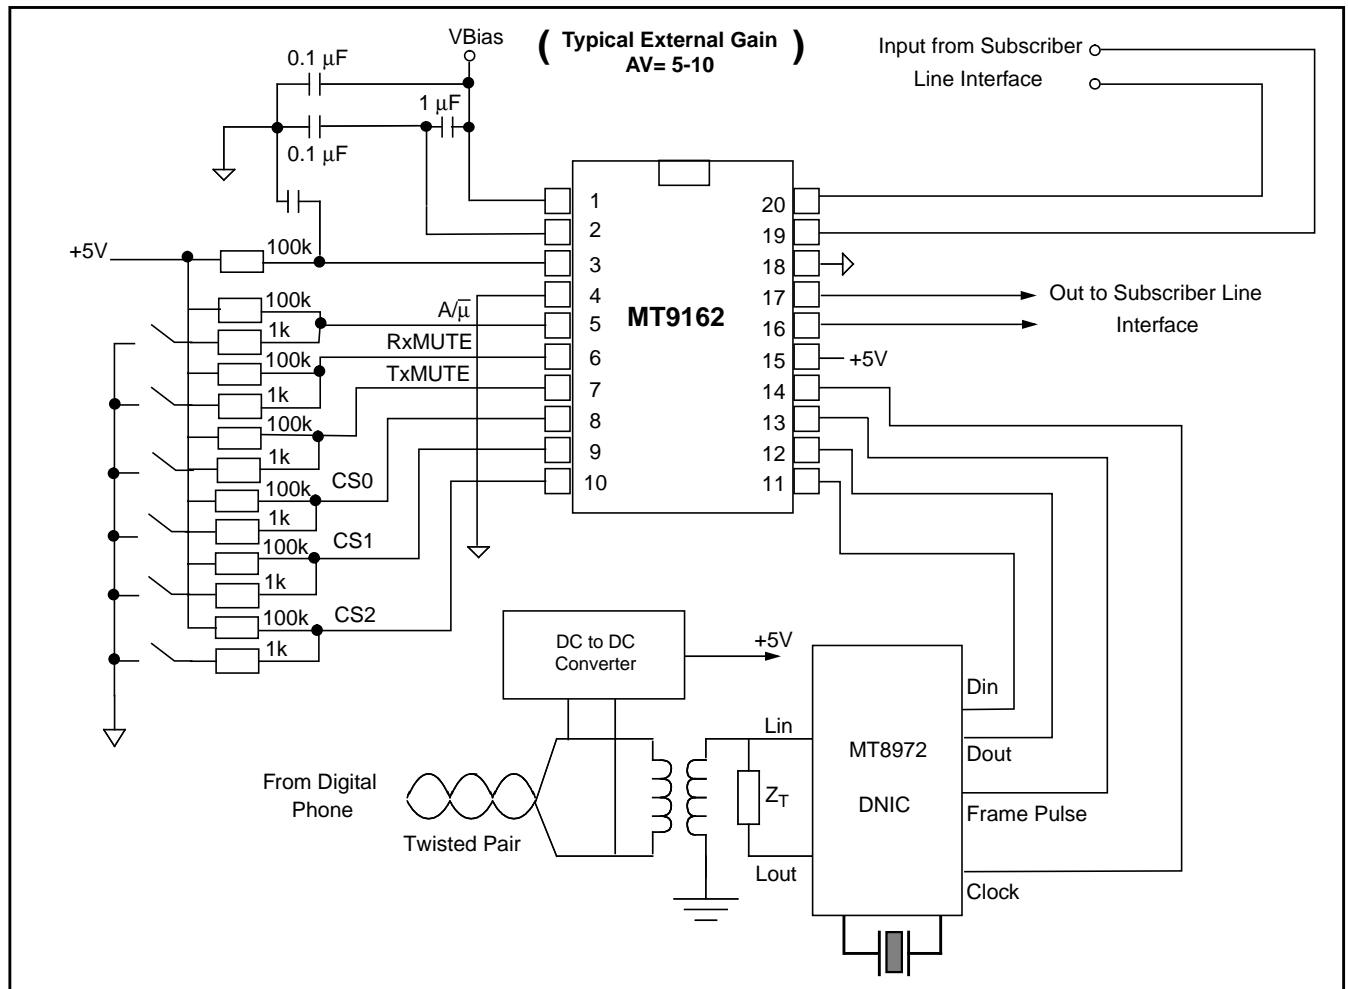 VBias
( Typical External Gain )
AV= 5-10
Input from Subscriber
Line Interface
0.1 μF
1 μF
0.1 μF
+5V
100k
100k
1k
100k
1k
100k
1k
100k
1k
100k
1k
100k
1k
A/μ̅
RxMUTE
TxMUTE
CS0
CS1
CS2
1
2
3
4
5
6
7
8
9
10
MT9162
20
19
18
17
16
15
14
13
12
11
Out to Subscriber Line
Interface
+5V
DC to DC
Converter
+5V
From Digital
Phone
Twisted Pair
Lin
ZT
Lout
MT8972
DNIC
Din
Dout
Frame Pulse
Clock